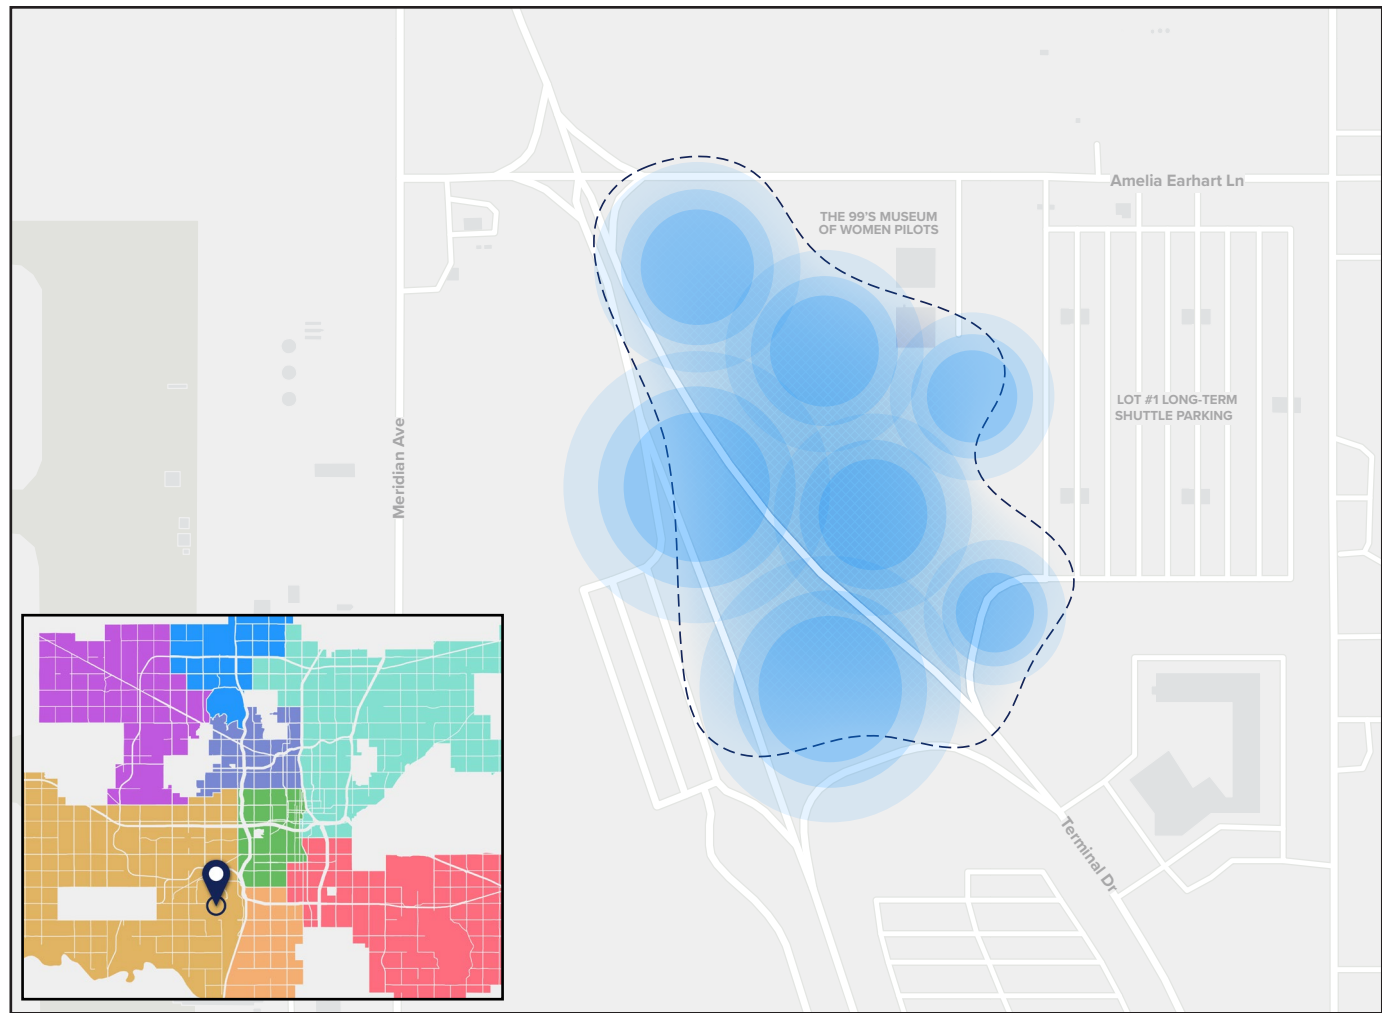 Amelia Earhart Ln
THE 99'S MUSEUM
OF WOMEN PILOTS
LOT #1 LONG-TERM
SHUTTLE PARKING
Meridian Ave
Terminal Dr